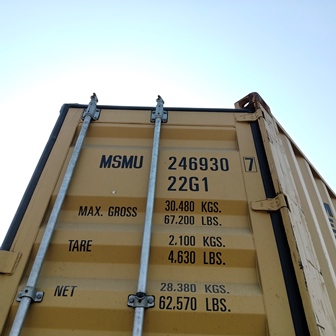 MSMU 246930 7
22G1
MAX. GROSS 30.480 KGS.
67.200 LBS.
TARE 2.100 KGS.
4.630 LBS.
NET 28.380 KGS.
62,570 LBS.